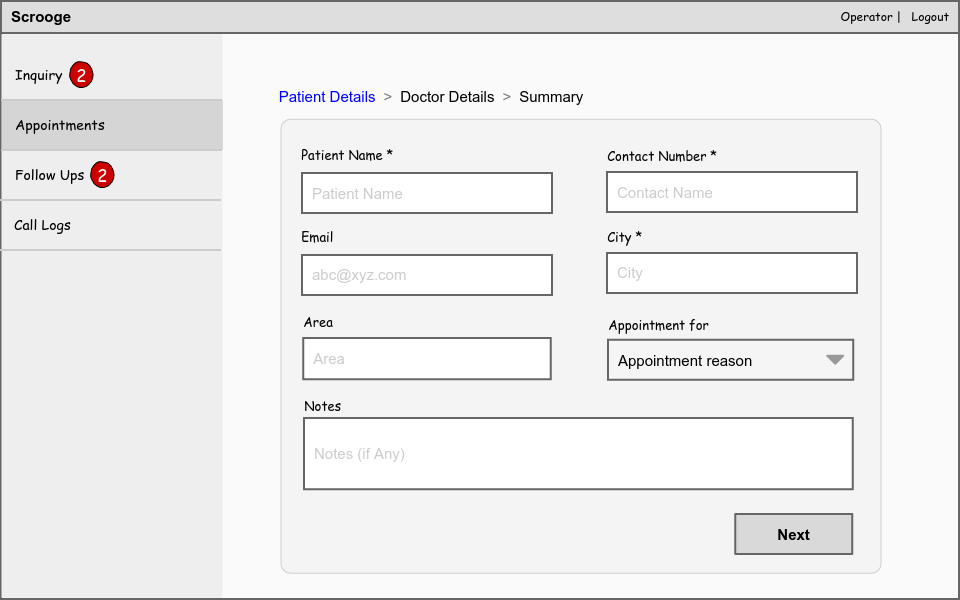 Scrooge
Operator | Logout
Inquiry 2
Appointments
Follow Ups 2
Call Logs
Patient Details > Doctor Details > Summary
Patient Name *
Contact Number *
Patient Name
Contact Name
Email
City *
abc@xyz.com
City
Area
Appointment for
Area
Appointment reason
Notes
Notes (if Any)
Next